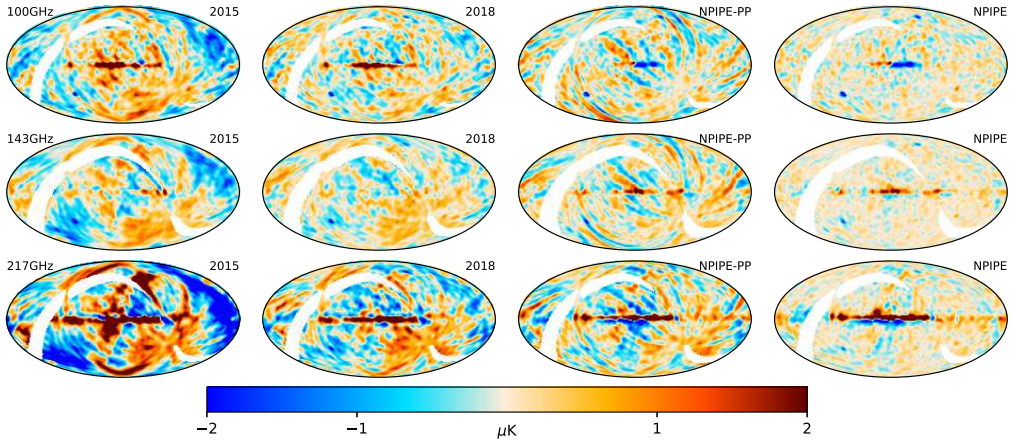 100GHz 2015 2018 NPIPE-PP NPIPE
143GHz 2015 2018 NPIPE-PP NPIPE
217GHz 2015 2018 NPIPE-PP NPIPE
−2 −1 μK 1 2